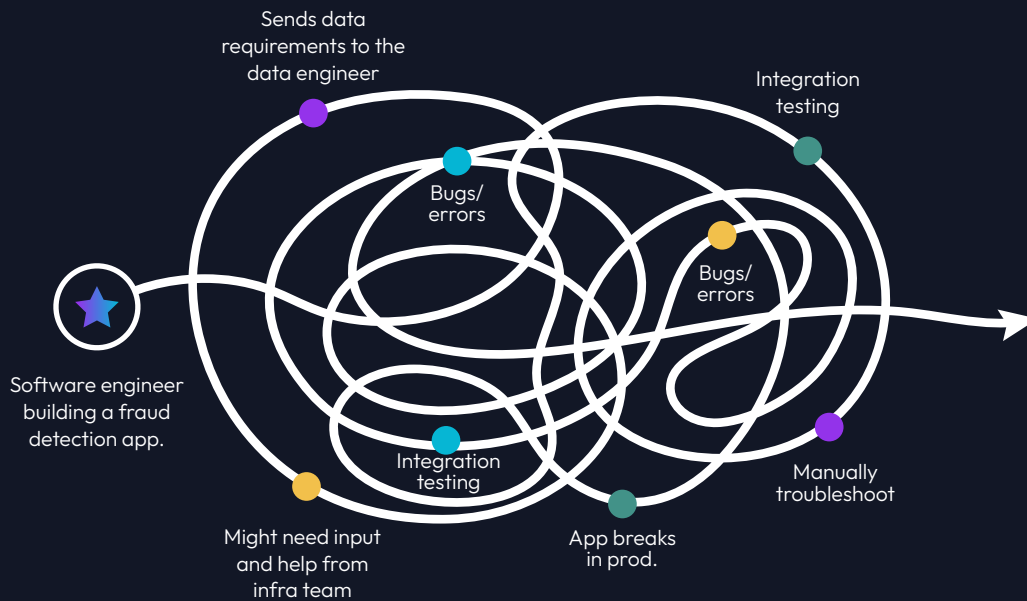 Sends data
requirements to the
data engineer
Integration
testing
Bugs/
errors
Bugs/
errors
Software engineer
building a fraud
detection app.
Integration
testing
Manually
troubleshoot
Might need input
and help from
infra team
App breaks
in prod.